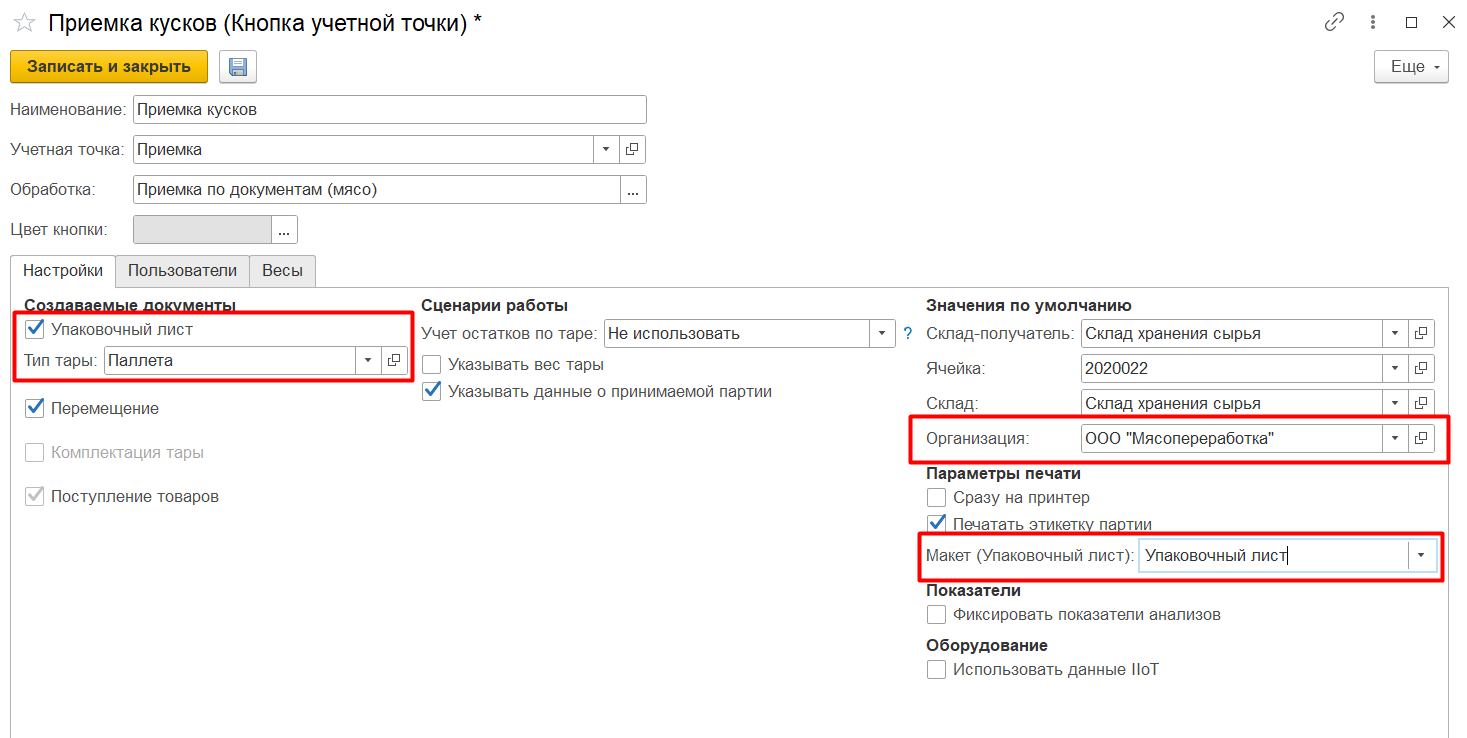 Приемка кусков (Кнопка учетной точки) *
Записать и закрыть
Еще
Наименование: Приемка кусков
Учетная точка: Приемка
Обработка: Приемка по документам (мясо) ...
Цвет кнопки: ...
Настройки Пользователи Весы
Создаваемые документы
Упаковочный лист
Тип тары: Паллета
Перемещение
Комплектация тары
Поступление товаров
Сценарии работы
Учет остатков по таре: Не использовать ?
Указывать вес тары
Указывать данные о принимаемой партии
Значения по умолчанию
Склад-получатель: Склад хранения сырья
Ячейка: 2020022
Склад: Склад хранения сырья
Организация: ООО "Мясопереработка"
Параметры печати
Сразу на принтер
Печатать этикетку партии
Макет (Упаковочный лист): Упаковочный лист
Показатели
Фиксировать показатели анализов
Оборудование
Использовать данные IIoT